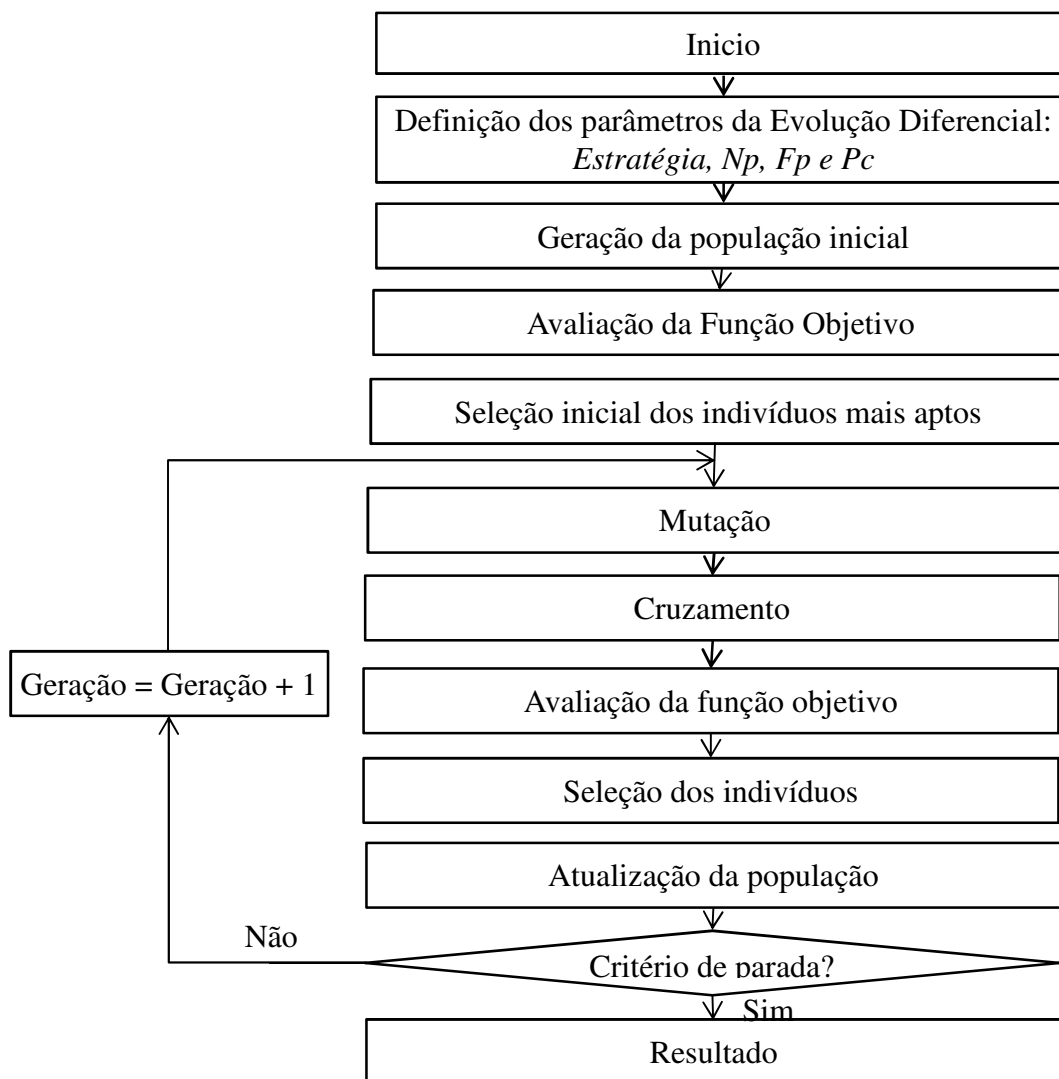 Inicio
Definição dos parâmetros da Evolução Diferencial:
Estratégia, Np, Fp e Pc
Geração da população inicial
Avaliação da Função Objetivo
Seleção inicial dos indivíduos mais aptos
Mutação
Cruzamento
Geração = Geração + 1
Avaliação da função objetivo
Seleção dos indivíduos
Atualização da população
Não
Critério de parada?
Sim
Resultado